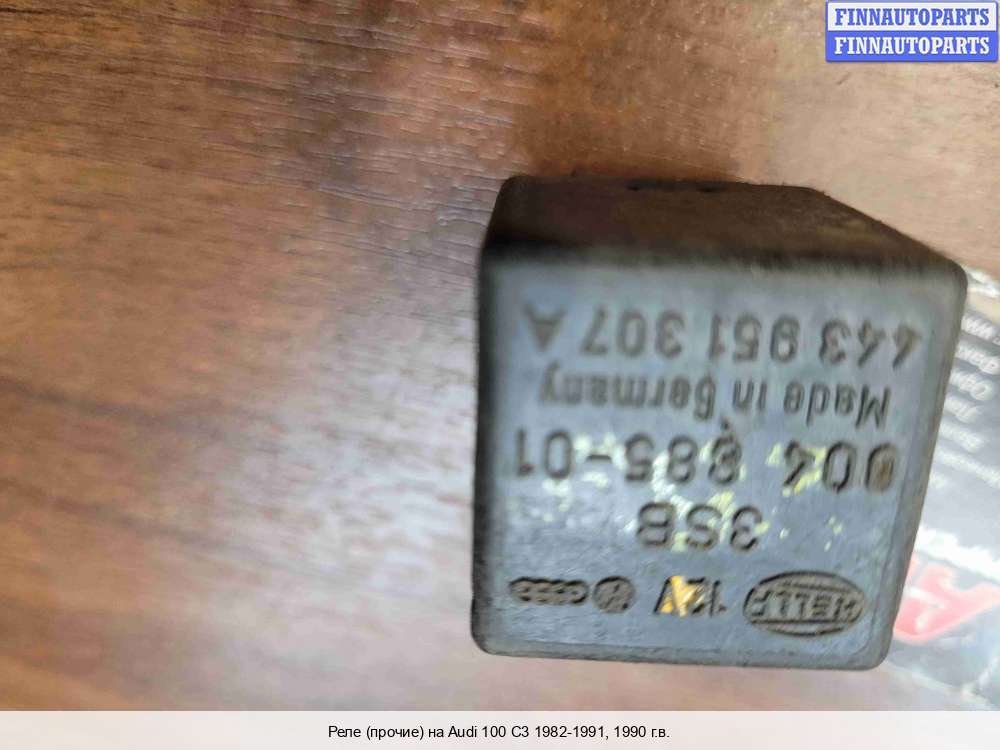 FINNAUTOPARTS
FINNAUTOPARTS
HELLA 12V
3SB
004 885-01
Made in Germany
443 951 307 A
Реле (прочие) на Audi 100 C3 1982-1991, 1990 г.в.